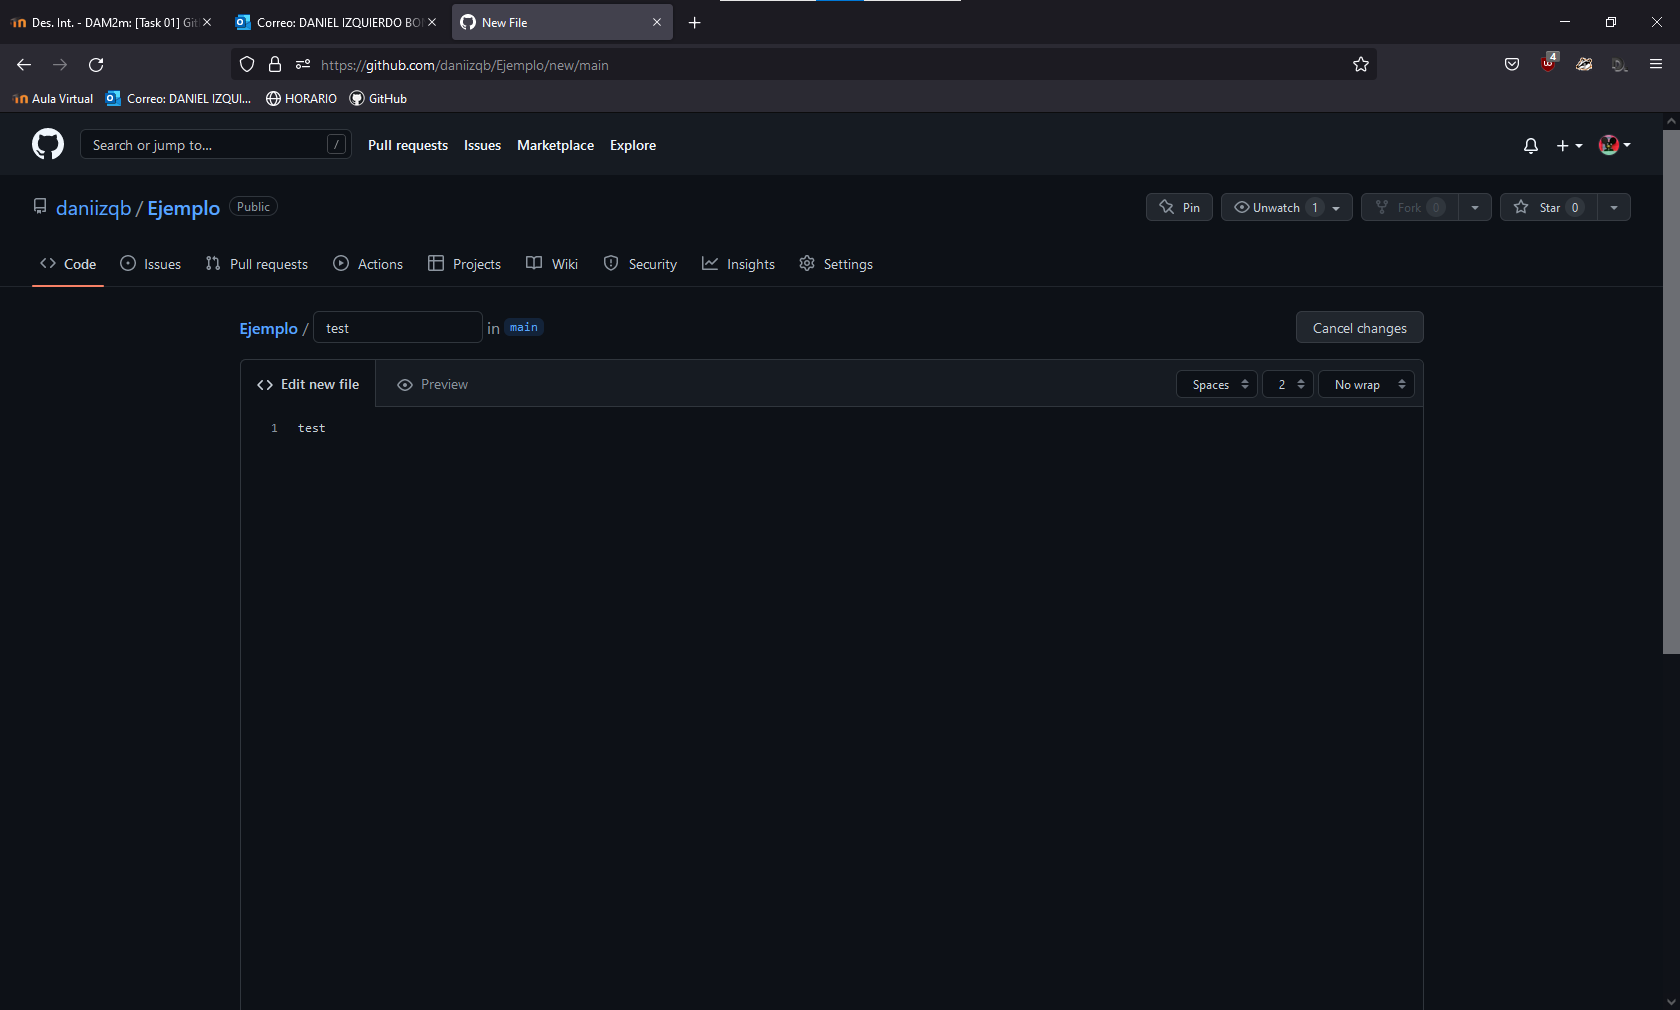 Des. Int. - DAM2m: [Task 01] Git
Correo: DANIEL IZQUIERDO BO
New File
https://github.com/daniizqb/Ejemplo/new/main
4
Aula Virtual
Correo: DANIEL IZQUI...
HORARIO
GitHub
Search or jump to...
/
Pull requests
Issues
Marketplace
Explore
daniizqb / Ejemplo
Public
Pin
Unwatch 1
Fork 0
Star 0
Code
Issues
Pull requests
Actions
Projects
Wiki
Security
Insights
Settings
Ejemplo / test in main
Cancel changes
Edit new file
Preview
Spaces
2
No wrap
1 test